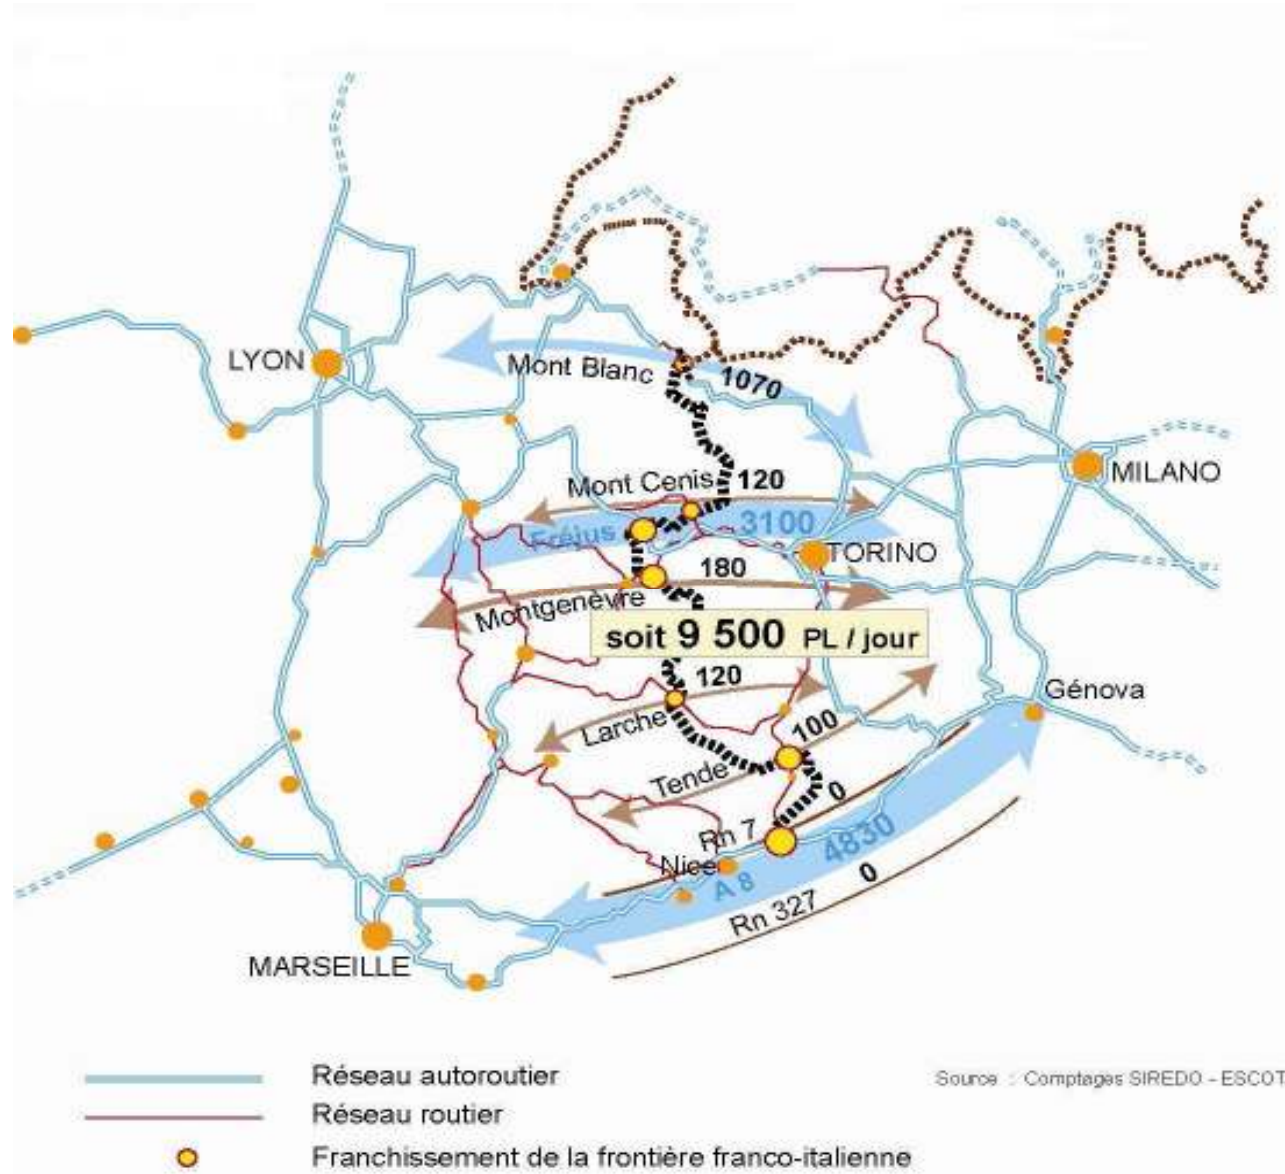 LYON
Mont Blanc
1070
MILANO
Mont Cenis
120
Fréjus
3100
TORINO
180
Montgenèvre
soit 9 500 PL / jour
120
Larche
Génova
100
Tende
0
Rn 7
4830
Nice
A 8
0
Rn 327
MARSEILLE
Réseau autoroutier
Source : Comptages SIREDO - ESCOT
Réseau routier
Franchissement de la frontière franco-italienne